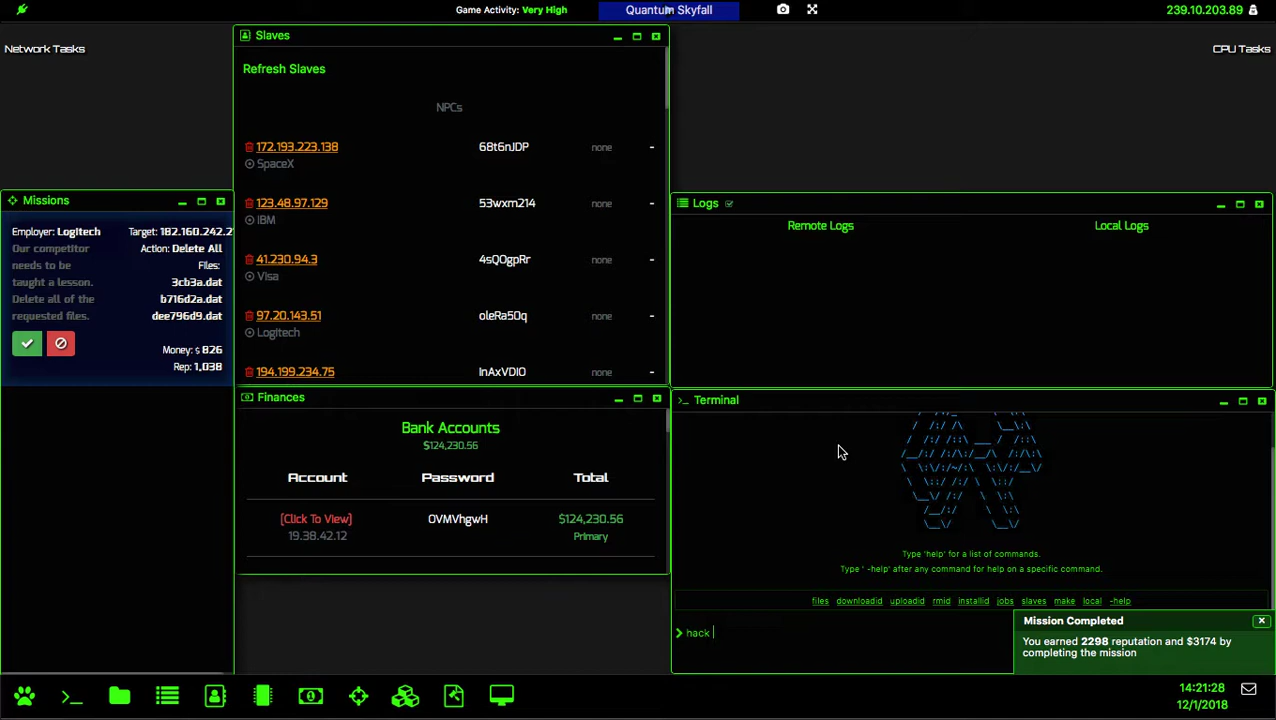 Game Activity: Very High
Quantum Skyfall
239.10.203.89
Network Tasks
CPU Tasks
Slaves
Refresh Slaves
NPCs
172.193.223.138 68t6nJDP none -
SpaceX
123.48.97.129 53wxm214 none -
IBM
41.230.94.3 4sQOgpRr none -
Visa
97.20.143.51 oleRa50q none -
Logitech
194.199.234.75 InAxVDIO none -
Missions
Employer: Logitech
Our competitor
needs to be
taught a lesson.
Delete all of the
requested files.
Target: 182.160.242.2
Action: Delete All
Files:
3cb3a.dat
b716d2a.dat
dee796d9.dat
Money: $ 826
Rep: 1,038
Logs
Remote Logs Local Logs
Finances
Bank Accounts
$124,230.56
Account Password Total
[Click To View] OVMVhgwH $124,230.56
19.38.42.12 Primary
>_ Terminal
Type 'help' for a list of commands.
Type ' -help' after any command for help on a specific command.
files downloadid uploadid rmid installid jobs slaves make local -help
hack
Mission Completed
You earned 2298 reputation and $3174 by
completing the mission
14:21:28
12/1/2018